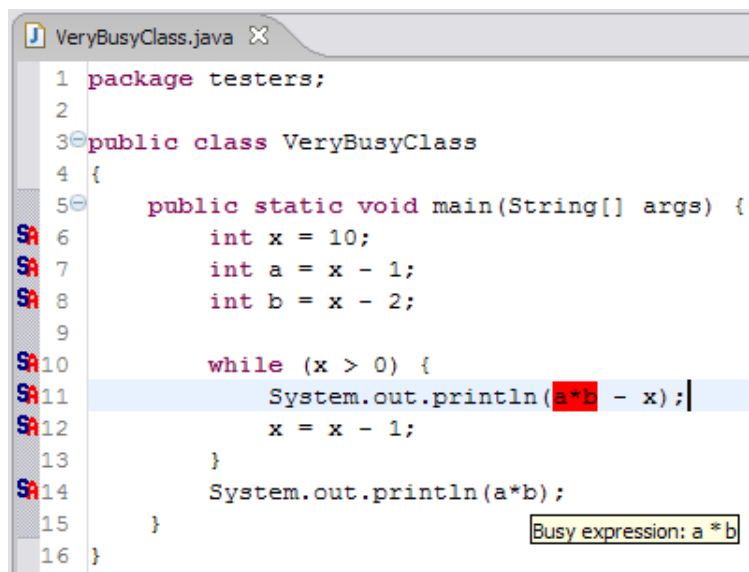 J VeryBusyClass.java
1 package testers;
2
3 public class VeryBusyClass
4 {
5 public static void main(String[] args) {
SA 6 int x = 10;
SA 7 int a = x - 1;
SA 8 int b = x - 2;
9
SA 10 while (x > 0) {
SA 11 System.out.println(a*b - x);
SA 12 x = x - 1;
13 }
SA 14 System.out.println(a*b);
15 }
Busy expression: a * b
16 }